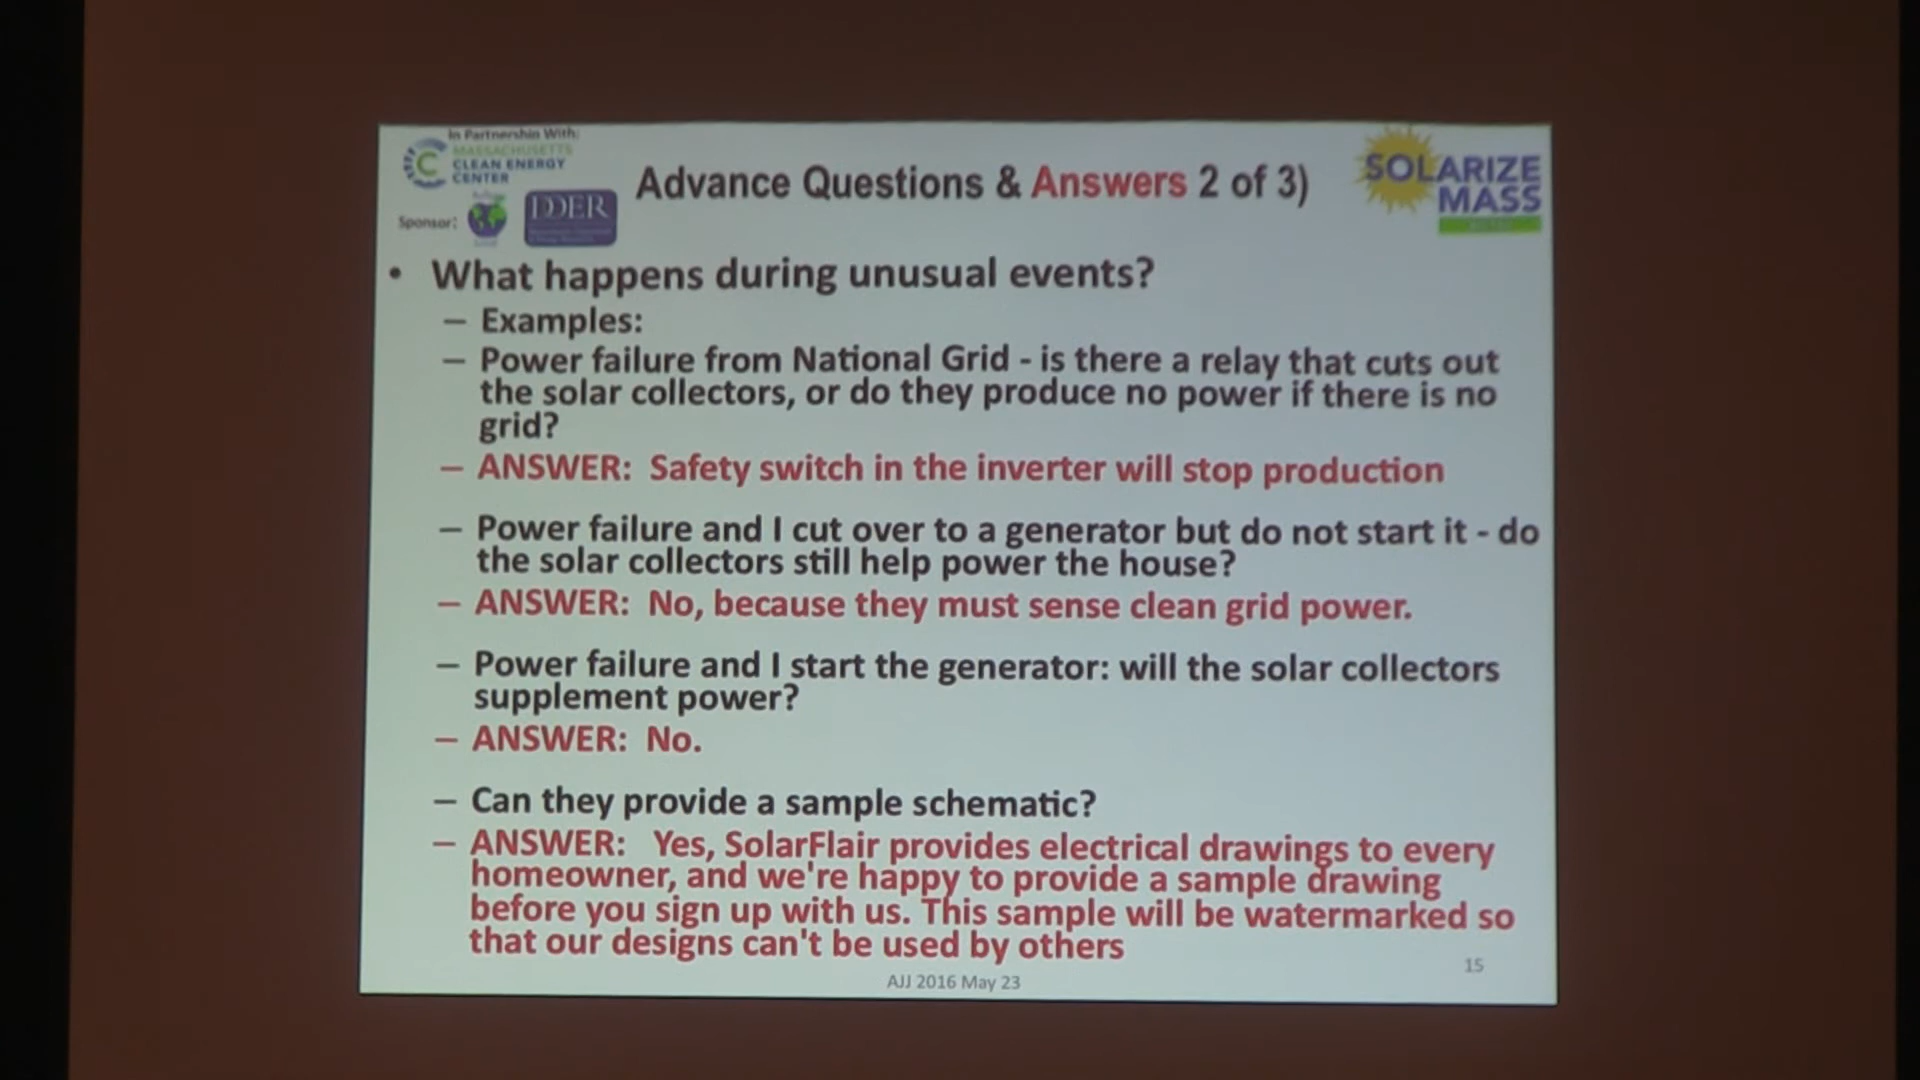 In Partnership With:
MASSACHUSETTS
CLEAN ENERGY
CENTER
Sponsor:
DOER
Advance Questions & Answers 2 of 3)
SOLARIZE
MASS
• What happens during unusual events?
– Examples:
– Power failure from National Grid - is there a relay that cuts out
the solar collectors, or do they produce no power if there is no
grid?
– ANSWER: Safety switch in the inverter will stop production
– Power failure and I cut over to a generator but do not start it - do
the solar collectors still help power the house?
– ANSWER: No, because they must sense clean grid power.
– Power failure and I start the generator: will the solar collectors
supplement power?
– ANSWER: No.
– Can they provide a sample schematic?
– ANSWER: Yes, SolarFlair provides electrical drawings to every
homeowner, and we're happy to provide a sample drawing
before you sign up with us. This sample will be watermarked so
that our designs can't be used by others
AJJ 2016 May 23
15